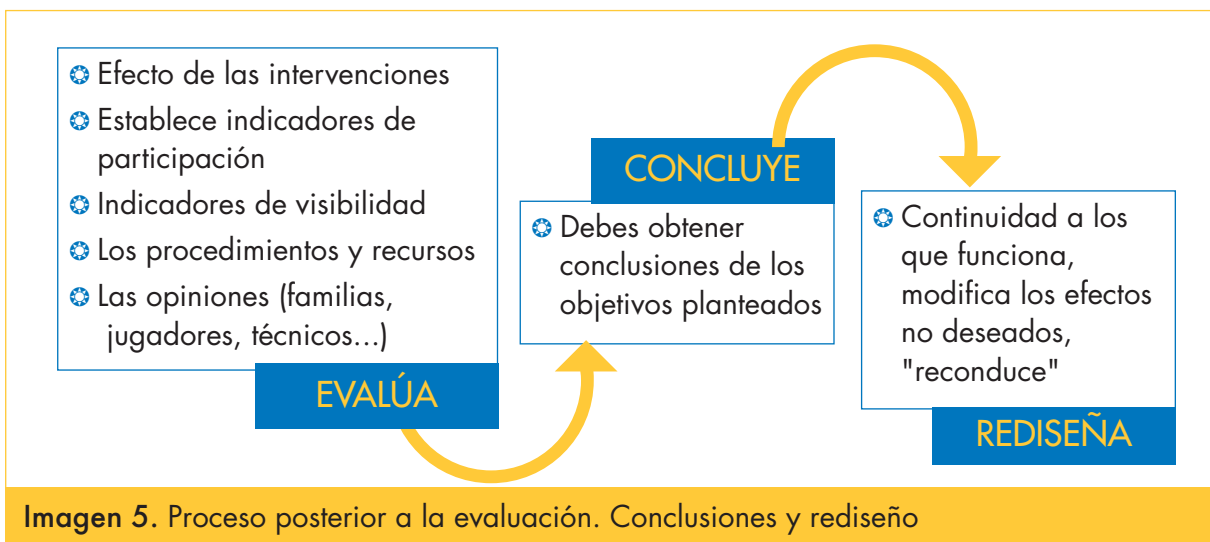 Efecto de las intervenciones
Establece indicadores de
participación
Indicadores de visibilidad
Los procedimientos y recursos
Las opiniones (familias,
jugadores, técnicos...)
EVALÚA
CONCLUYE
Debes obtener
conclusiones de los
objetivos planteados
Continuidad a los
que funciona,
modifica los efectos
no deseados,
"reconduce"
REDISEÑA
Imagen 5. Proceso posterior a la evaluación. Conclusiones y rediseño